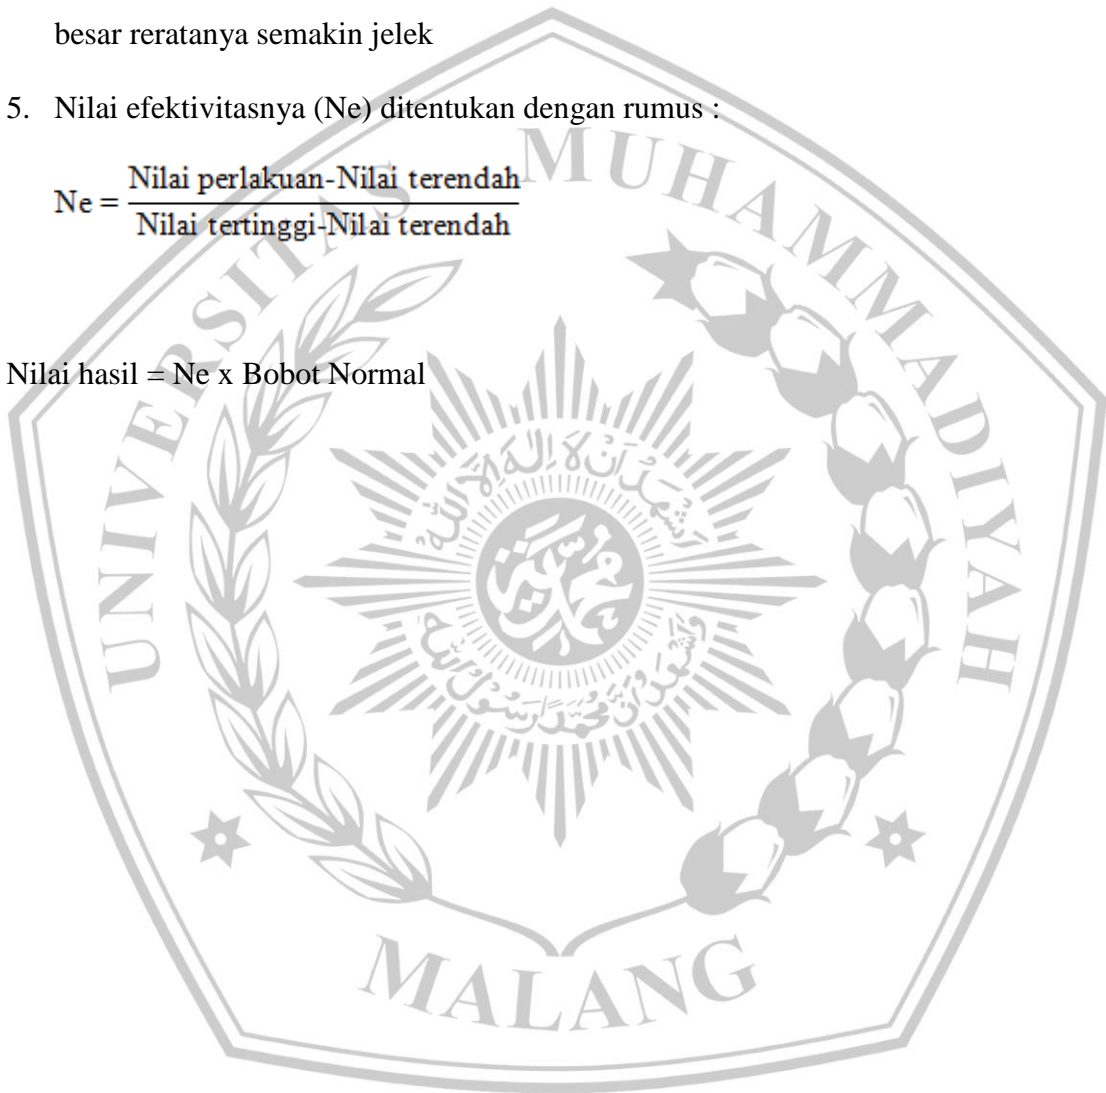 besar reratanya semakin jelek
5. Nilai efektivitasnya (Ne) ditentukan dengan rumus :
Ne = Nilai perlakuan-Nilai terendah
Nilai tertinggi-Nilai terendah
Nilai hasil = Ne x Bobot Normal
UNIVERSITAS MUHAMMADIYAH
MALANG